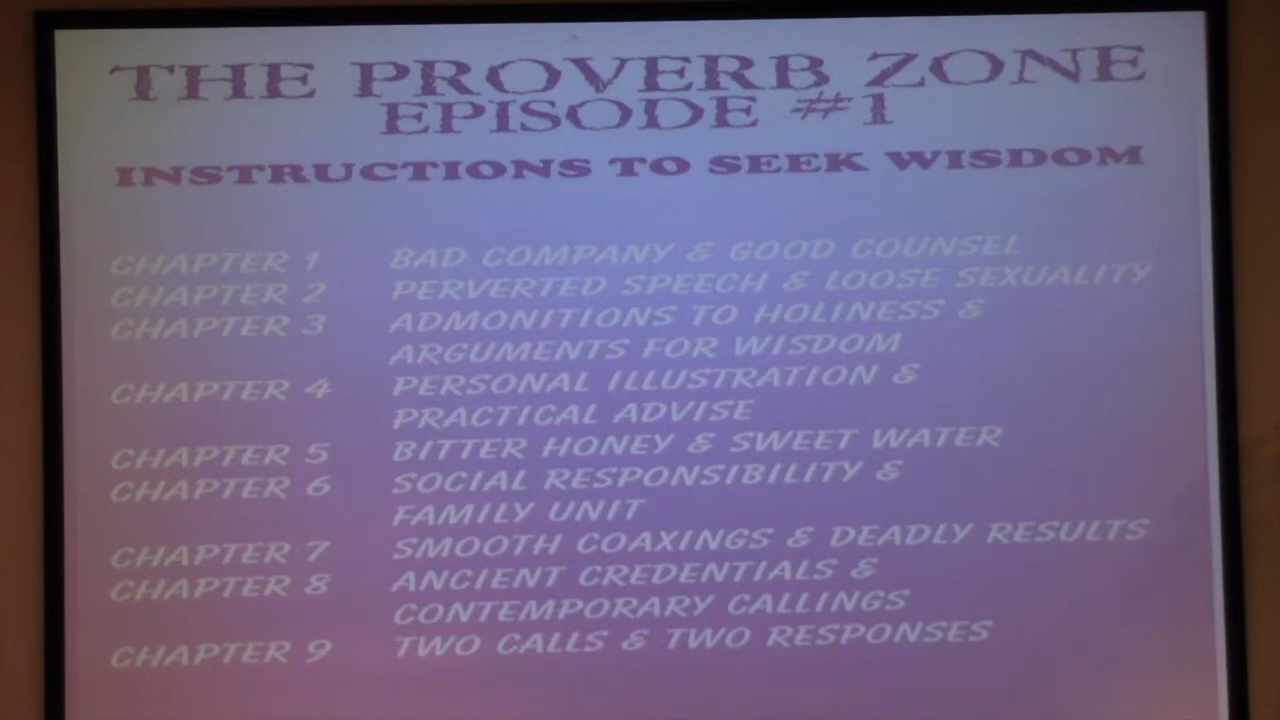 THE PROVERB ZONE
EPISODE #1
INSTRUCTIONS TO SEEK WISDOM
CHAPTER 1 BAD COMPANY & GOOD COUNSEL
CHAPTER 2 PERVERTED SPEECH & LOOSE SEXUALITY
CHAPTER 3 ADMONITIONS TO HOLINESS &
ARGUMENTS FOR WISDOM
CHAPTER 4 PERSONAL ILLUSTRATION &
PRACTICAL ADVISE
CHAPTER 5 BITTER HONEY & SWEET WATER
CHAPTER 6 SOCIAL RESPONSIBILITY &
FAMILY UNIT
CHAPTER 7 SMOOTH COAXINGS & DEADLY RESULTS
CHAPTER 8 ANCIENT CREDENTIALS &
CONTEMPORARY CALLINGS
CHAPTER 9 TWO CALLS & TWO RESPONSES